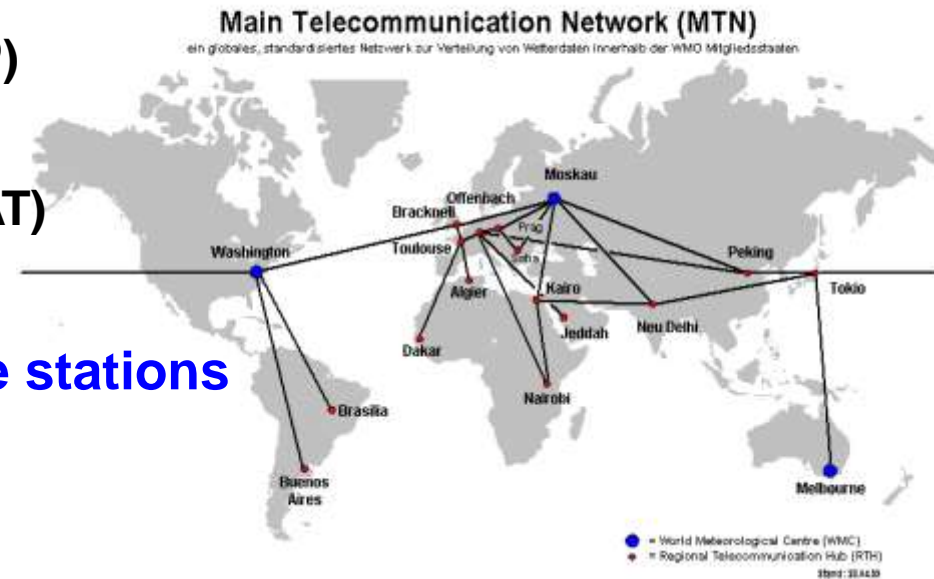 Main Telecommunication Network (MTN)
ein globales, standardisiertes Netzwerk zur Verteilung von Wetterdaten innerhalb der WMO Mitgliedsstaaten
)
AT)
e stations
Moskau
Offenbach
Bracknell
Prag
Toulouse
Sofia
Washington
Peking
Algier
Kairo
Tokio
Jeddah
Neu Delhi
Dakar
Nairobi
Brasilia
Buenos
Aires
Melbourne
= World Meteorological Centre (WMC)
= Regional Telecommunication Hub (RTH)